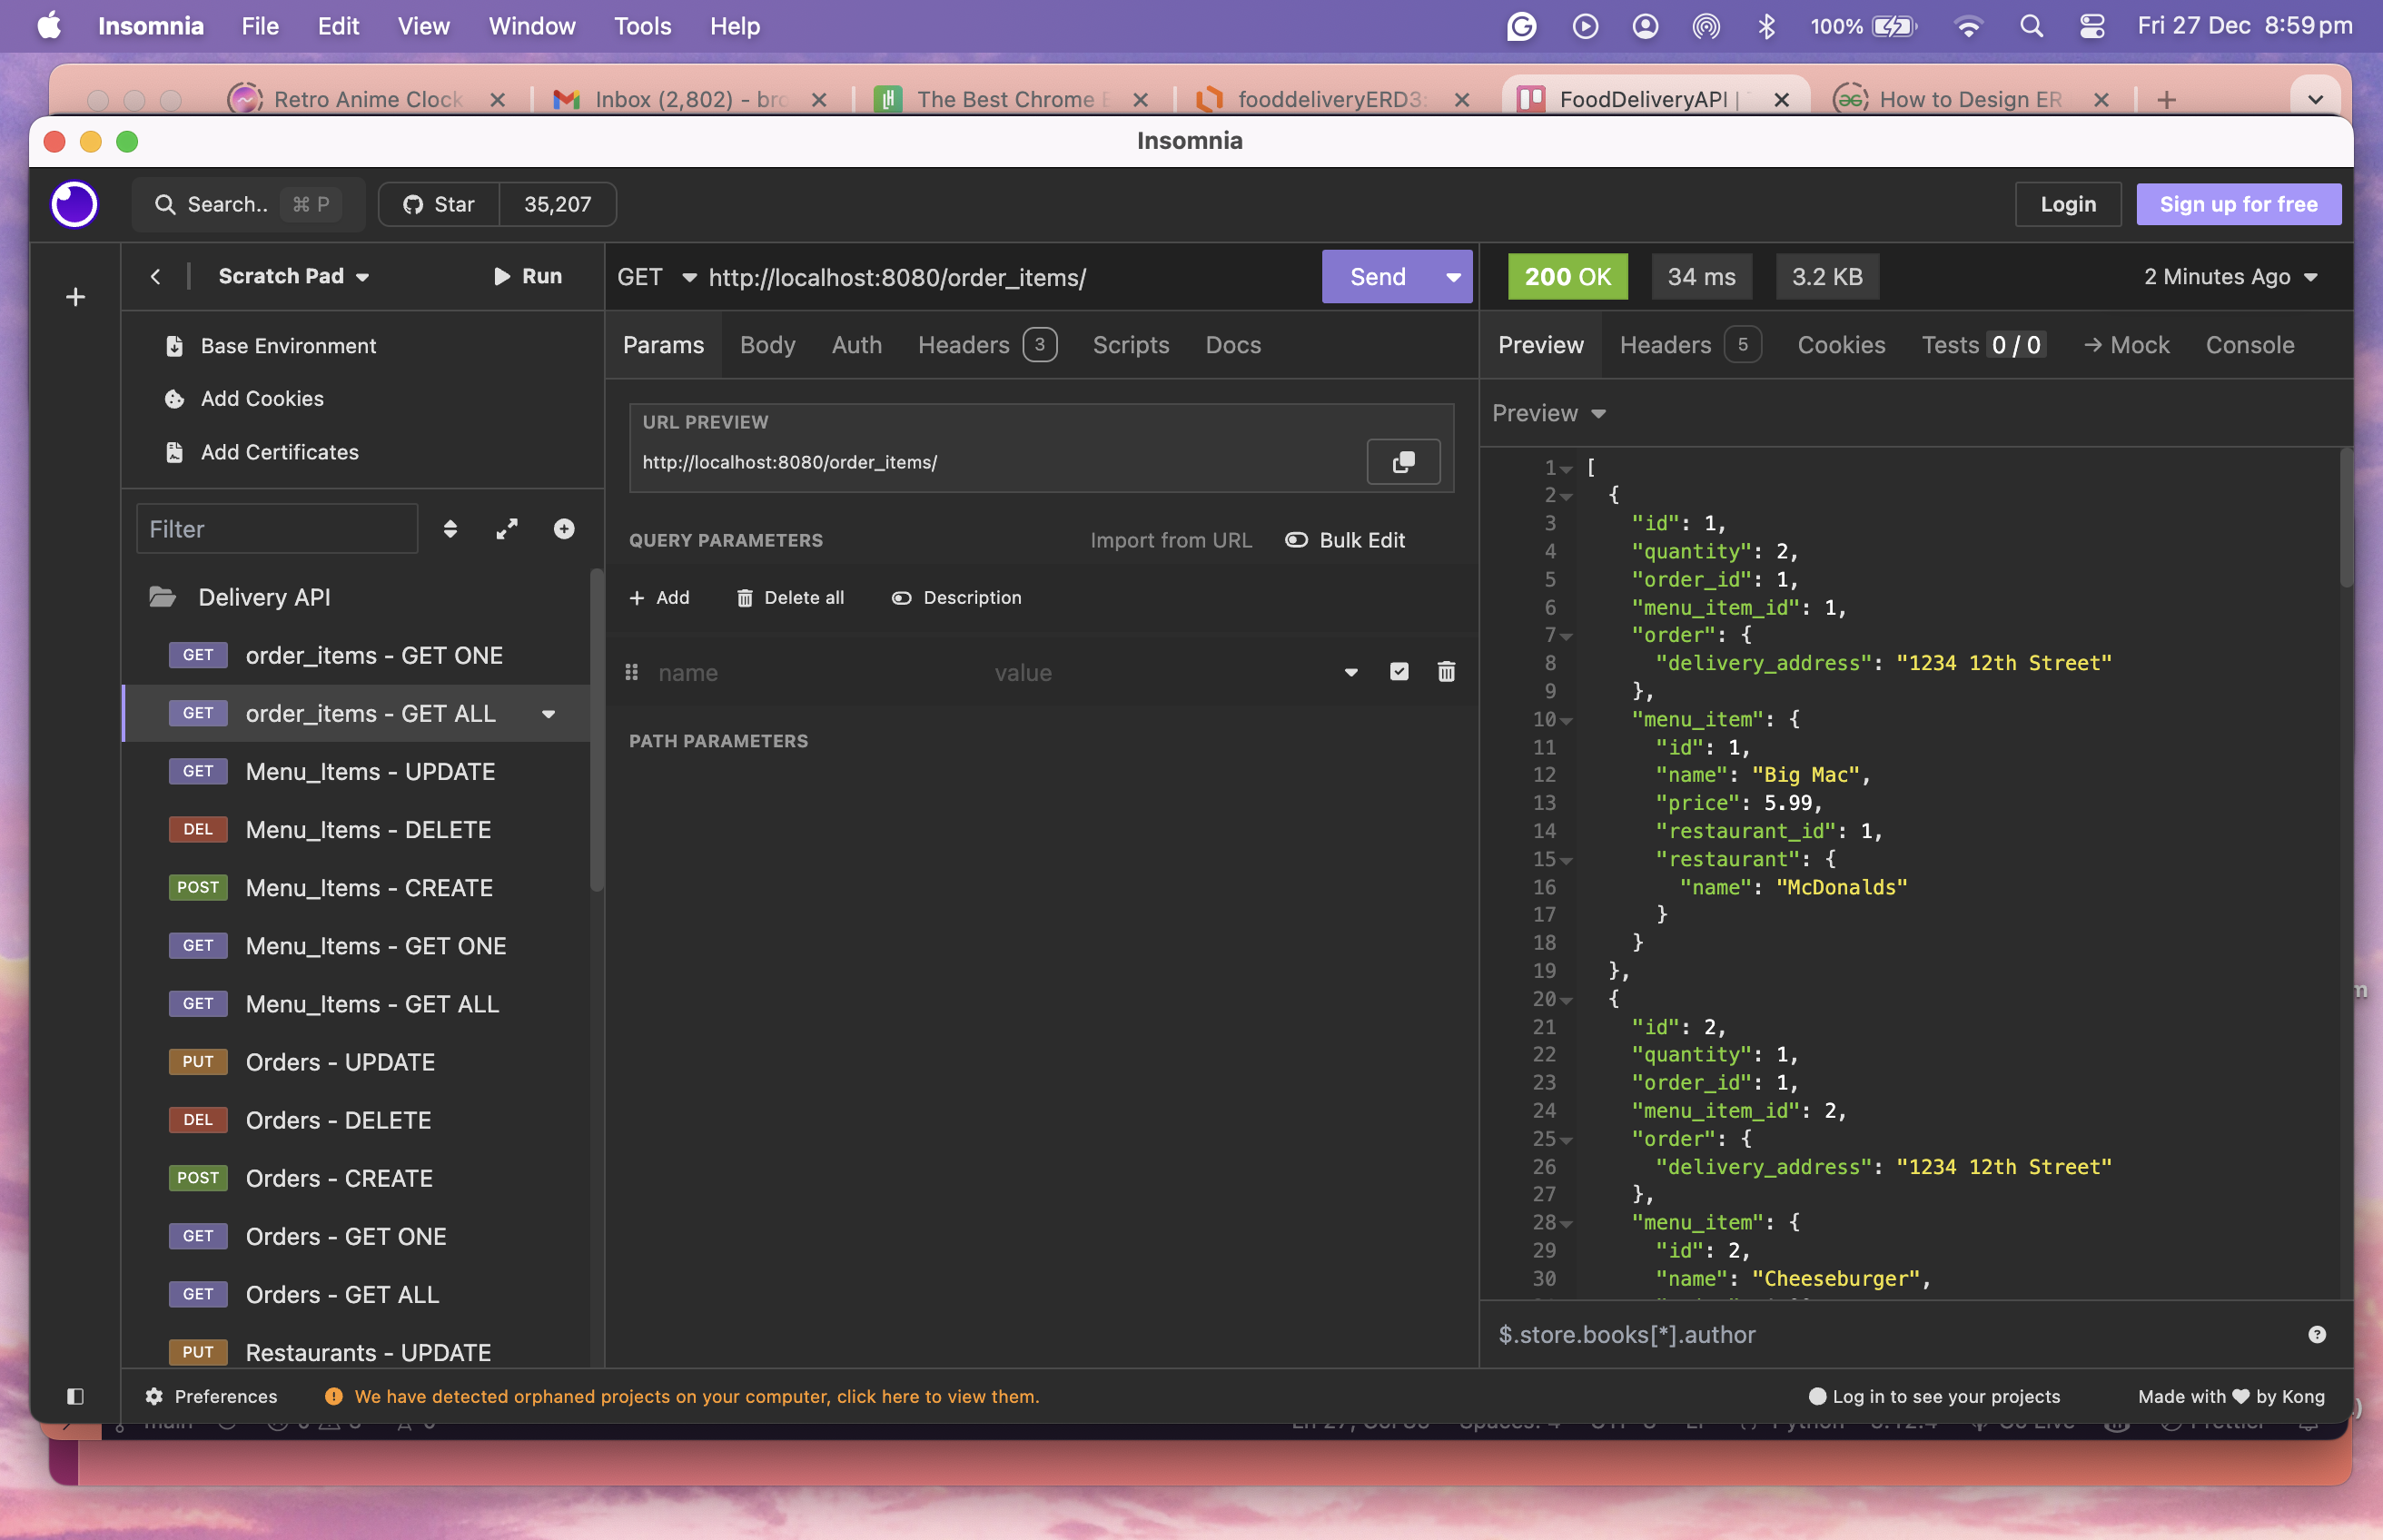 Insomnia File Edit View Window Tools Help 100% Fri 27 Dec 8:59 pm
Retro Anime Clock Inbox (2,802) - bro The Best Chrome E fooddeliveryERD3: FoodDeliveryAPI | How to Design ER
Insomnia
Search.. ⌘ P Star 35,207 Login Sign up for free
Scratch Pad Run
Base Environment
Add Cookies
Add Certificates
Filter
Delivery API
GET order_items - GET ONE
GET order_items - GET ALL
GET Menu_Items - UPDATE
DEL Menu_Items - DELETE
POST Menu_Items - CREATE
GET Menu_Items - GET ONE
GET Menu_Items - GET ALL
PUT Orders - UPDATE
DEL Orders - DELETE
POST Orders - CREATE
GET Orders - GET ONE
GET Orders - GET ALL
PUT Restaurants - UPDATE
GET http://localhost:8080/order_items/ Send
Params Body Auth Headers 3 Scripts Docs
URL PREVIEW
http://localhost:8080/order_items/
QUERY PARAMETERS Import from URL Bulk Edit
+ Add Delete all Description
name value
PATH PARAMETERS
200 OK 34 ms 3.2 KB 2 Minutes Ago
Preview Headers 5 Cookies Tests 0 / 0 → Mock Console
Preview
1 [
2 {
3 "id": 1,
4 "quantity": 2,
5 "order_id": 1,
6 "menu_item_id": 1,
7 "order": {
8 "delivery_address": "1234 12th Street"
9 },
10 "menu_item": {
11 "id": 1,
12 "name": "Big Mac",
13 "price": 5.99,
14 "restaurant_id": 1,
15 "restaurant": {
16 "name": "McDonalds"
17 }
18 }
19 },
20 {
21 "id": 2,
22 "quantity": 1,
23 "order_id": 1,
24 "menu_item_id": 2,
25 "order": {
26 "delivery_address": "1234 12th Street"
27 },
28 "menu_item": {
29 "id": 2,
30 "name": "Cheeseburger",
$.store.books[*].author
Preferences We have detected orphaned projects on your computer, click here to view them. Log in to see your projects Made with ♥ by Kong